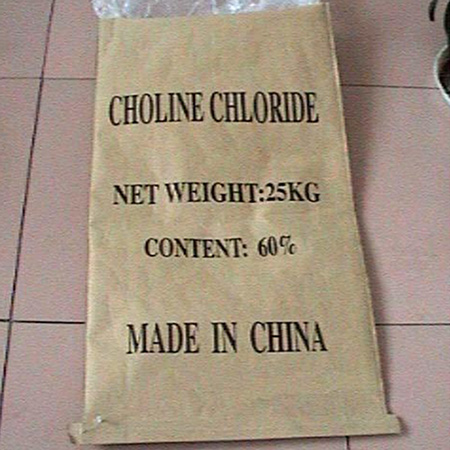 CHOLINE CHLORIDE
NET WEIGHT:25KG
CONTENT: 60%
MADE IN CHINA